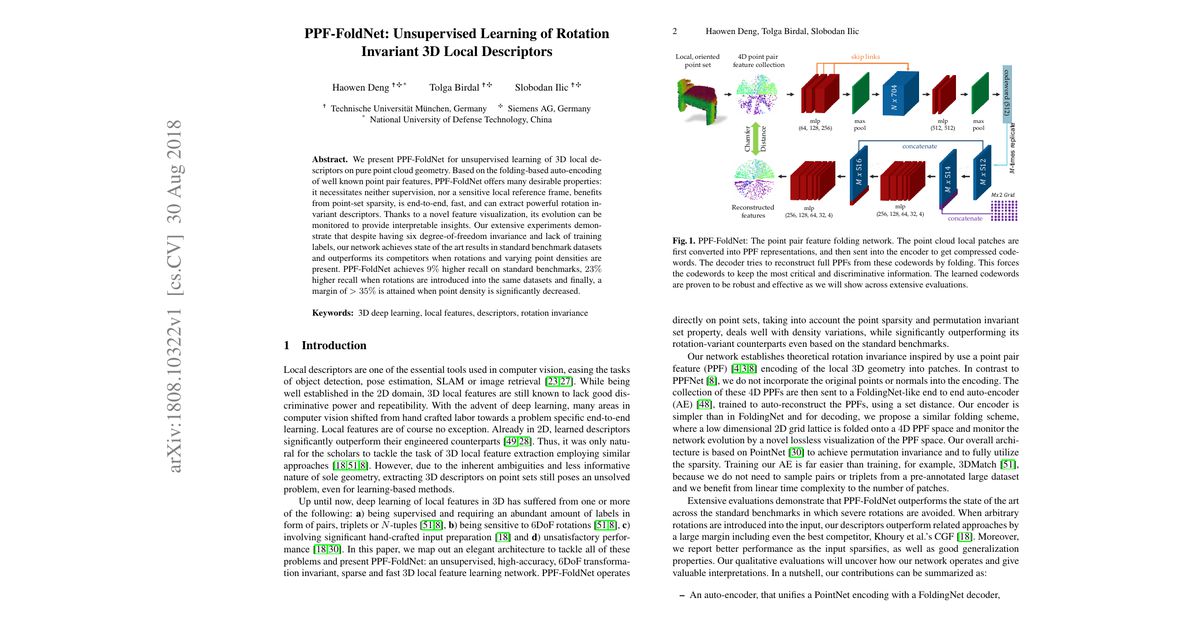 arXiv:1808.10322v1 [cs.CV] 30 Aug 2018
PPF-FoldNet: Unsupervised Learning of Rotation
Invariant 3D Local Descriptors
Haowen Deng †✣* Tolga Birdal †✣ Slobodan Ilic †✣
† Technische Universität München, Germany ✣ Siemens AG, Germany
* National University of Defense Technology, China
Abstract. We present PPF-FoldNet for unsupervised learning of 3D local de-
scriptors on pure point cloud geometry. Based on the folding-based auto-encoding
of well known point pair features, PPF-FoldNet offers many desirable properties:
it necessitates neither supervision, nor a sensitive local reference frame, benefits
from point-set sparsity, is end-to-end, fast, and can extract powerful rotation in-
variant descriptors. Thanks to a novel feature visualization, its evolution can be
monitored to provide interpretable insights. Our extensive experiments demon-
strate that despite having six degree-of-freedom invariance and lack of training
labels, our network achieves state of the art results in standard benchmark datasets
and outperforms its competitors when rotations and varying point densities are
present. PPF-FoldNet achieves 9% higher recall on standard benchmarks, 23%
higher recall when rotations are introduced into the same datasets and finally, a
margin of > 35% is attained when point density is significantly decreased.
Keywords: 3D deep learning, local features, descriptors, rotation invariance
1 Introduction
Local descriptors are one of the essential tools used in computer vision, easing the tasks
of object detection, pose estimation, SLAM or image retrieval [23,27]. While being
well established in the 2D domain, 3D local features are still known to lack good dis-
criminative power and repeatibility. With the advent of deep learning, many areas in
computer vision shifted from hand crafted labor towards a problem specific end-to-end
learning. Local features are of course no exception. Already in 2D, learned descriptors
significantly outperform their engineered counterparts [49,28]. Thus, it was only natu-
ral for the scholars to tackle the task of 3D local feature extraction employing similar
approaches [18,51,8]. However, due to the inherent ambiguities and less informative
nature of sole geometry, extracting 3D descriptors on point sets still poses an unsolved
problem, even for learning-based methods.
Up until now, deep learning of local features in 3D has suffered from one or more
of the following: a) being supervised and requiring an abundant amount of labels in
form of pairs, triplets or N-tuples [51,8], b) being sensitive to 6DoF rotations [51,8], c)
involving significant hand-crafted input preparation [18] and d) unsatisfactory perfor-
mance [18,30]. In this paper, we map out an elegant architecture to tackle all of these
problems and present PPF-FoldNet: an unsupervised, high-accuracy, 6DoF transforma-
tion invariant, sparse and fast 3D local feature learning network. PPF-FoldNet operates
2 Haowen Deng, Tolga Birdal, Slobodan Ilic
Local, oriented
point set
4D point pair
feature collection
skip links
mlp
(64, 128, 256)
max
pool
N x 704
mlp
(512, 512)
max
pool
codeword (512)
M-times replicate
Chamfer
Distance
concatenate
Reconstructed
features
mlp
(256, 128, 64, 32, 4)
M x 516
mlp
(256, 128, 64, 32, 4)
M x 514
M x 512
Mx2 Grid
concatenate
Fig. 1. PPF-FoldNet: The point pair feature folding network. The point cloud local patches are
first converted into PPF representations, and then sent into the encoder to get compressed code-
words. The decoder tries to reconstruct full PPFs from these codewords by folding. This forces
the codewords to keep the most critical and discriminative information. The learned codewords
are proven to be robust and effective as we will show across extensive evaluations.
directly on point sets, taking into account the point sparsity and permutation invariant
set property, deals well with density variations, while significantly outperforming its
rotation-variant counterparts even based on the standard benchmarks.
Our network establishes theoretical rotation invariance inspired by use a point pair
feature (PPF) [4,3,8] encoding of the local 3D geometry into patches. In contrast to
PPFNet [8], we do not incorporate the original points or normals into the encoding. The
collection of these 4D PPFs are then sent to a FoldingNet-like end to end auto-encoder
(AE) [48], trained to auto-reconstruct the PPFs, using a set distance. Our encoder is
simpler than in FoldingNet and for decoding, we propose a similar folding scheme,
where a low dimensional 2D grid lattice is folded onto a 4D PPF space and monitor the
network evolution by a novel lossless visualization of the PPF space. Our overall archi-
tecture is based on PointNet [30] to achieve permutation invariance and to fully utilize
the sparsity. Training our AE is far easier than training, for example, 3DMatch [51],
because we do not need to sample pairs or triplets from a pre-annotated large dataset
and we benefit from linear time complexity to the number of patches.
Extensive evaluations demonstrate that PPF-FoldNet outperforms the state of the art
across the standard benchmarks in which severe rotations are avoided. When arbitrary
rotations are introduced into the input, our descriptors outperform related approaches by
a large margin including even the best competitor, Khoury et al.'s CGF [18]. Moreover,
we report better performance as the input sparsifies, as well as good generalization
properties. Our qualitative evaluations will uncover how our network operates and give
valuable interpretations. In a nutshell, our contributions can be summarized as:
– An auto-encoder, that unifies a PointNet encoding with a FoldingNet decoder,